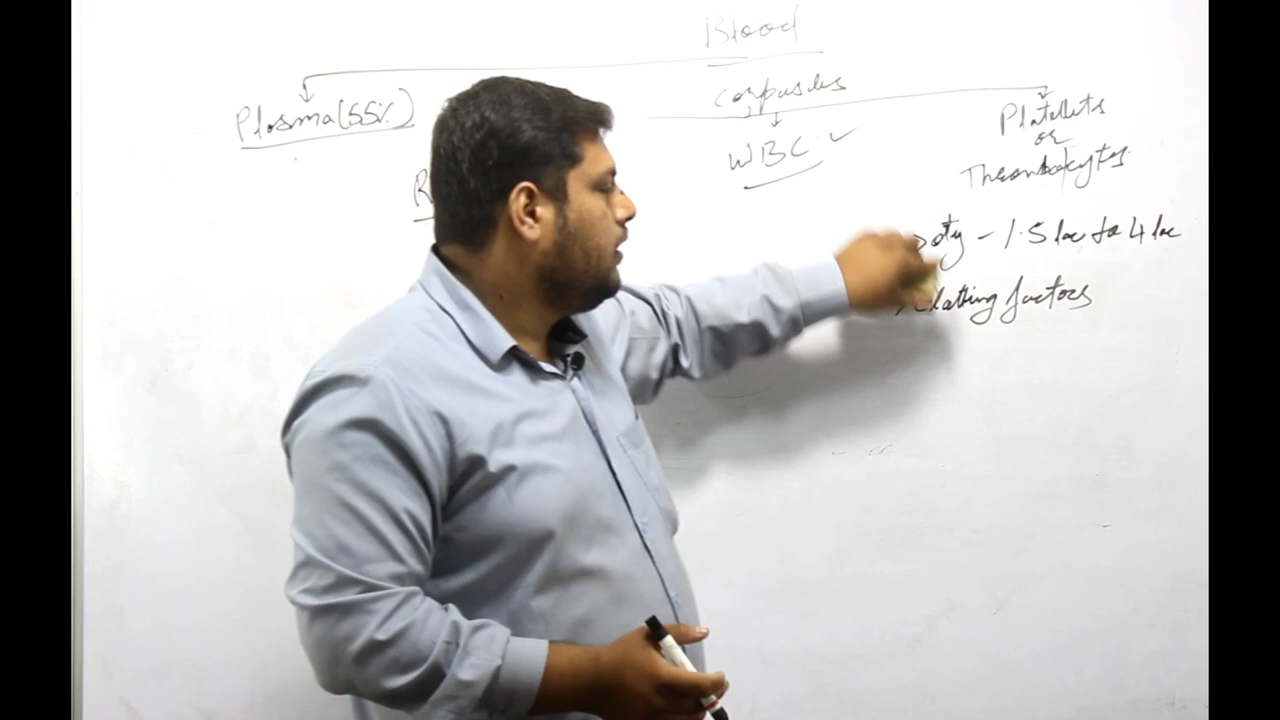 Blood
Plasma (55%)
Corpuscles
WBC ✓
Platelets
or
Thrombocytes
R
- 1.5 lac to 4 lac
factors